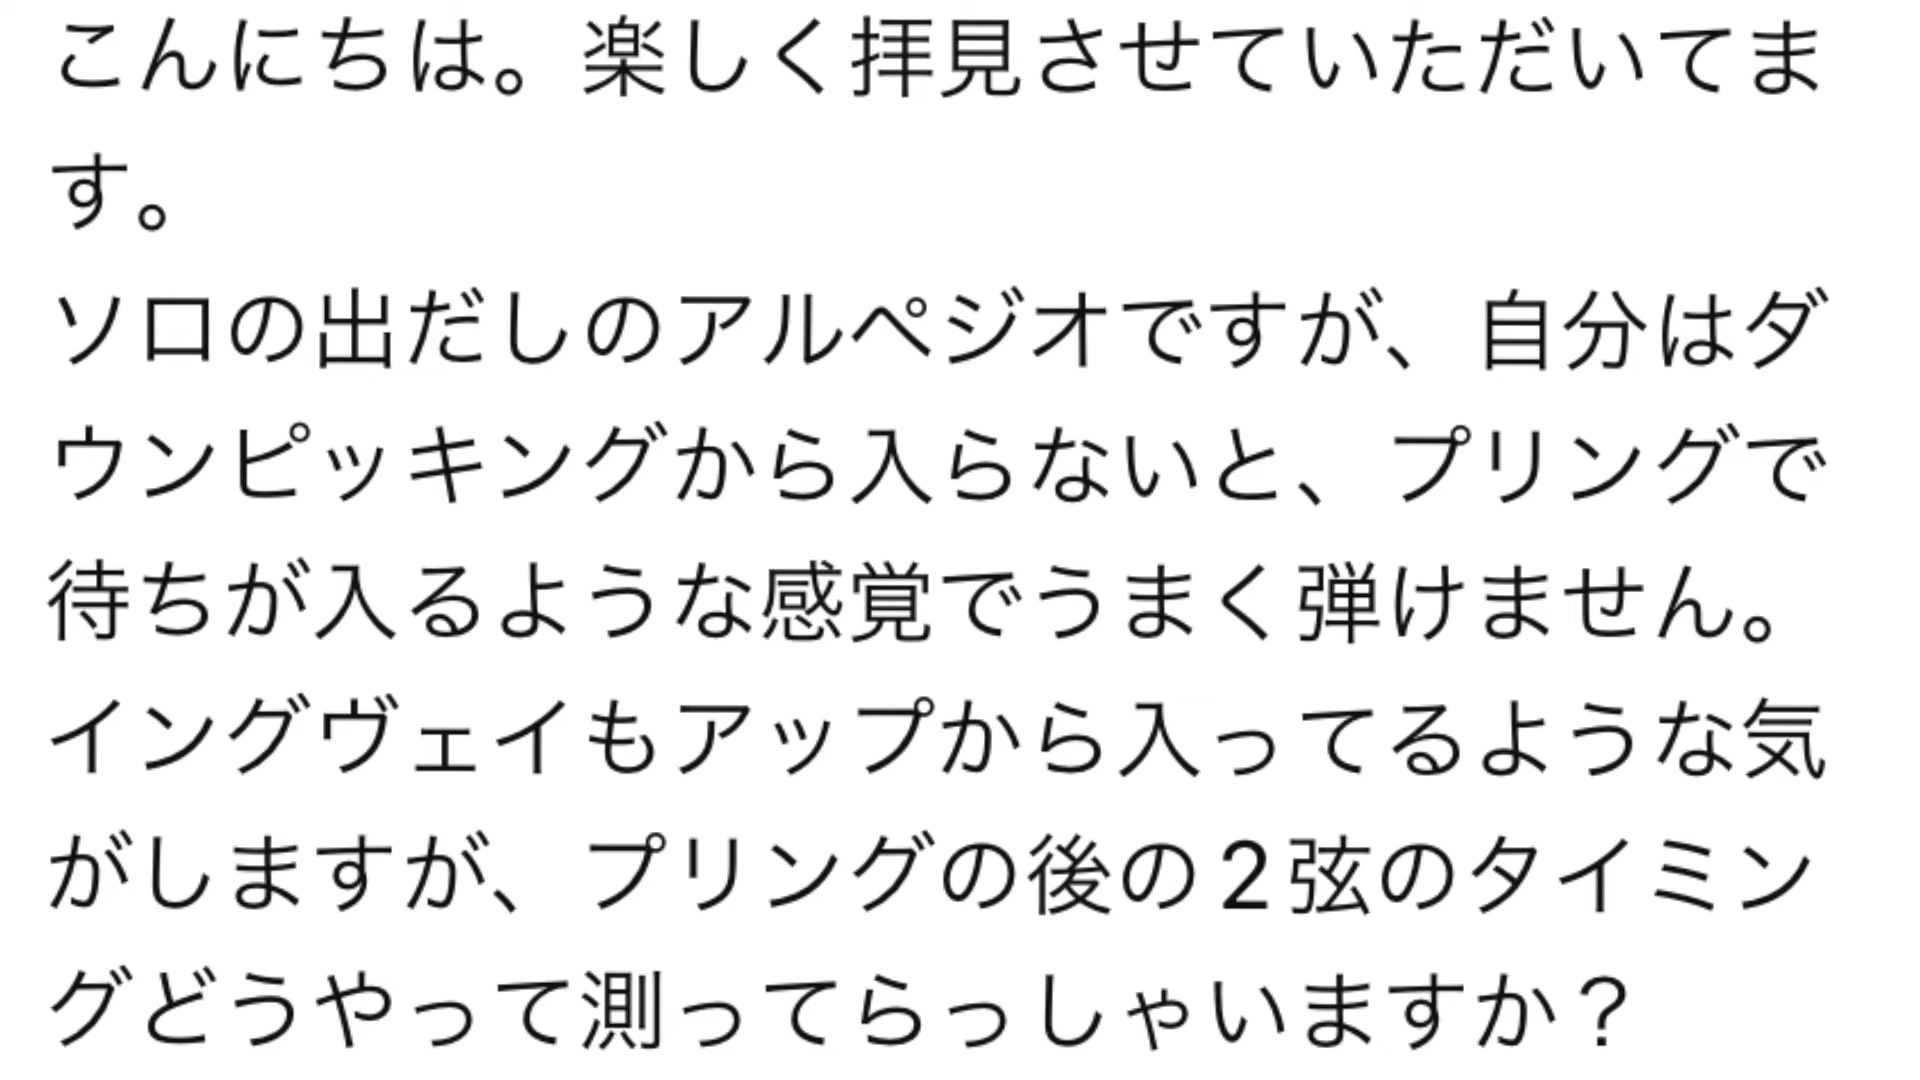 こんにちは。楽しく拝見させていただいてま
す。
ソロの出だしのアルペジオですが、自分はダ
ウンピッキングから入らないと、プリングで
待ちが入るような感覚でうまく弾けません。
イングヴェイもアップから入ってるような気
がしますが、プリングの後の2弦のタイミン
グどうやって測ってらっしゃいますか？